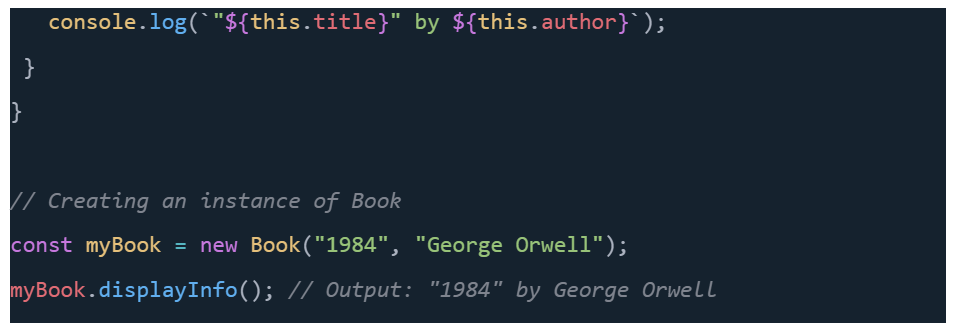 console.log(`"${this.title}" by ${this.author}`);
}
}
// Creating an instance of Book
const myBook = new Book("1984", "George Orwell");
myBook.displayInfo(); // Output: "1984" by George Orwell